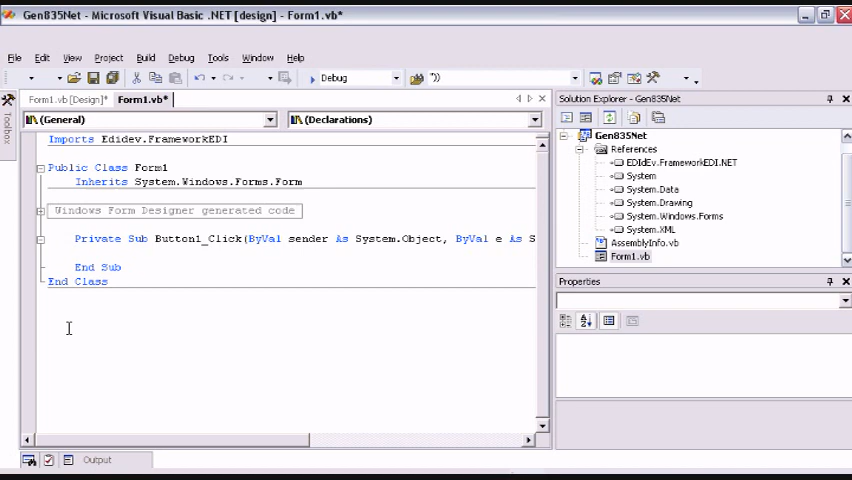 Gen835Net - Microsoft Visual Basic .NET [design] - Form1.vb*
File Edit View Project Build Debug Tools Window Help
Debug "))
Form1.vb [Design]* Form1.vb*
Solution Explorer - Gen835Net
Toolbox
(General) (Declarations)
Imports Edidev.FrameworkEDI
Public Class Form1
Inherits System.Windows.Forms.Form
Windows Form Designer generated code
Private Sub Button1_Click(ByVal sender As System.Object, ByVal e As S
End Sub
End Class
Gen835Net
References
EDIdEv.FrameworkEDI.NET
System
System.Data
System.Drawing
System.Windows.Forms
System.XML
AssemblyInfo.vb
Form1.vb
Properties
Output